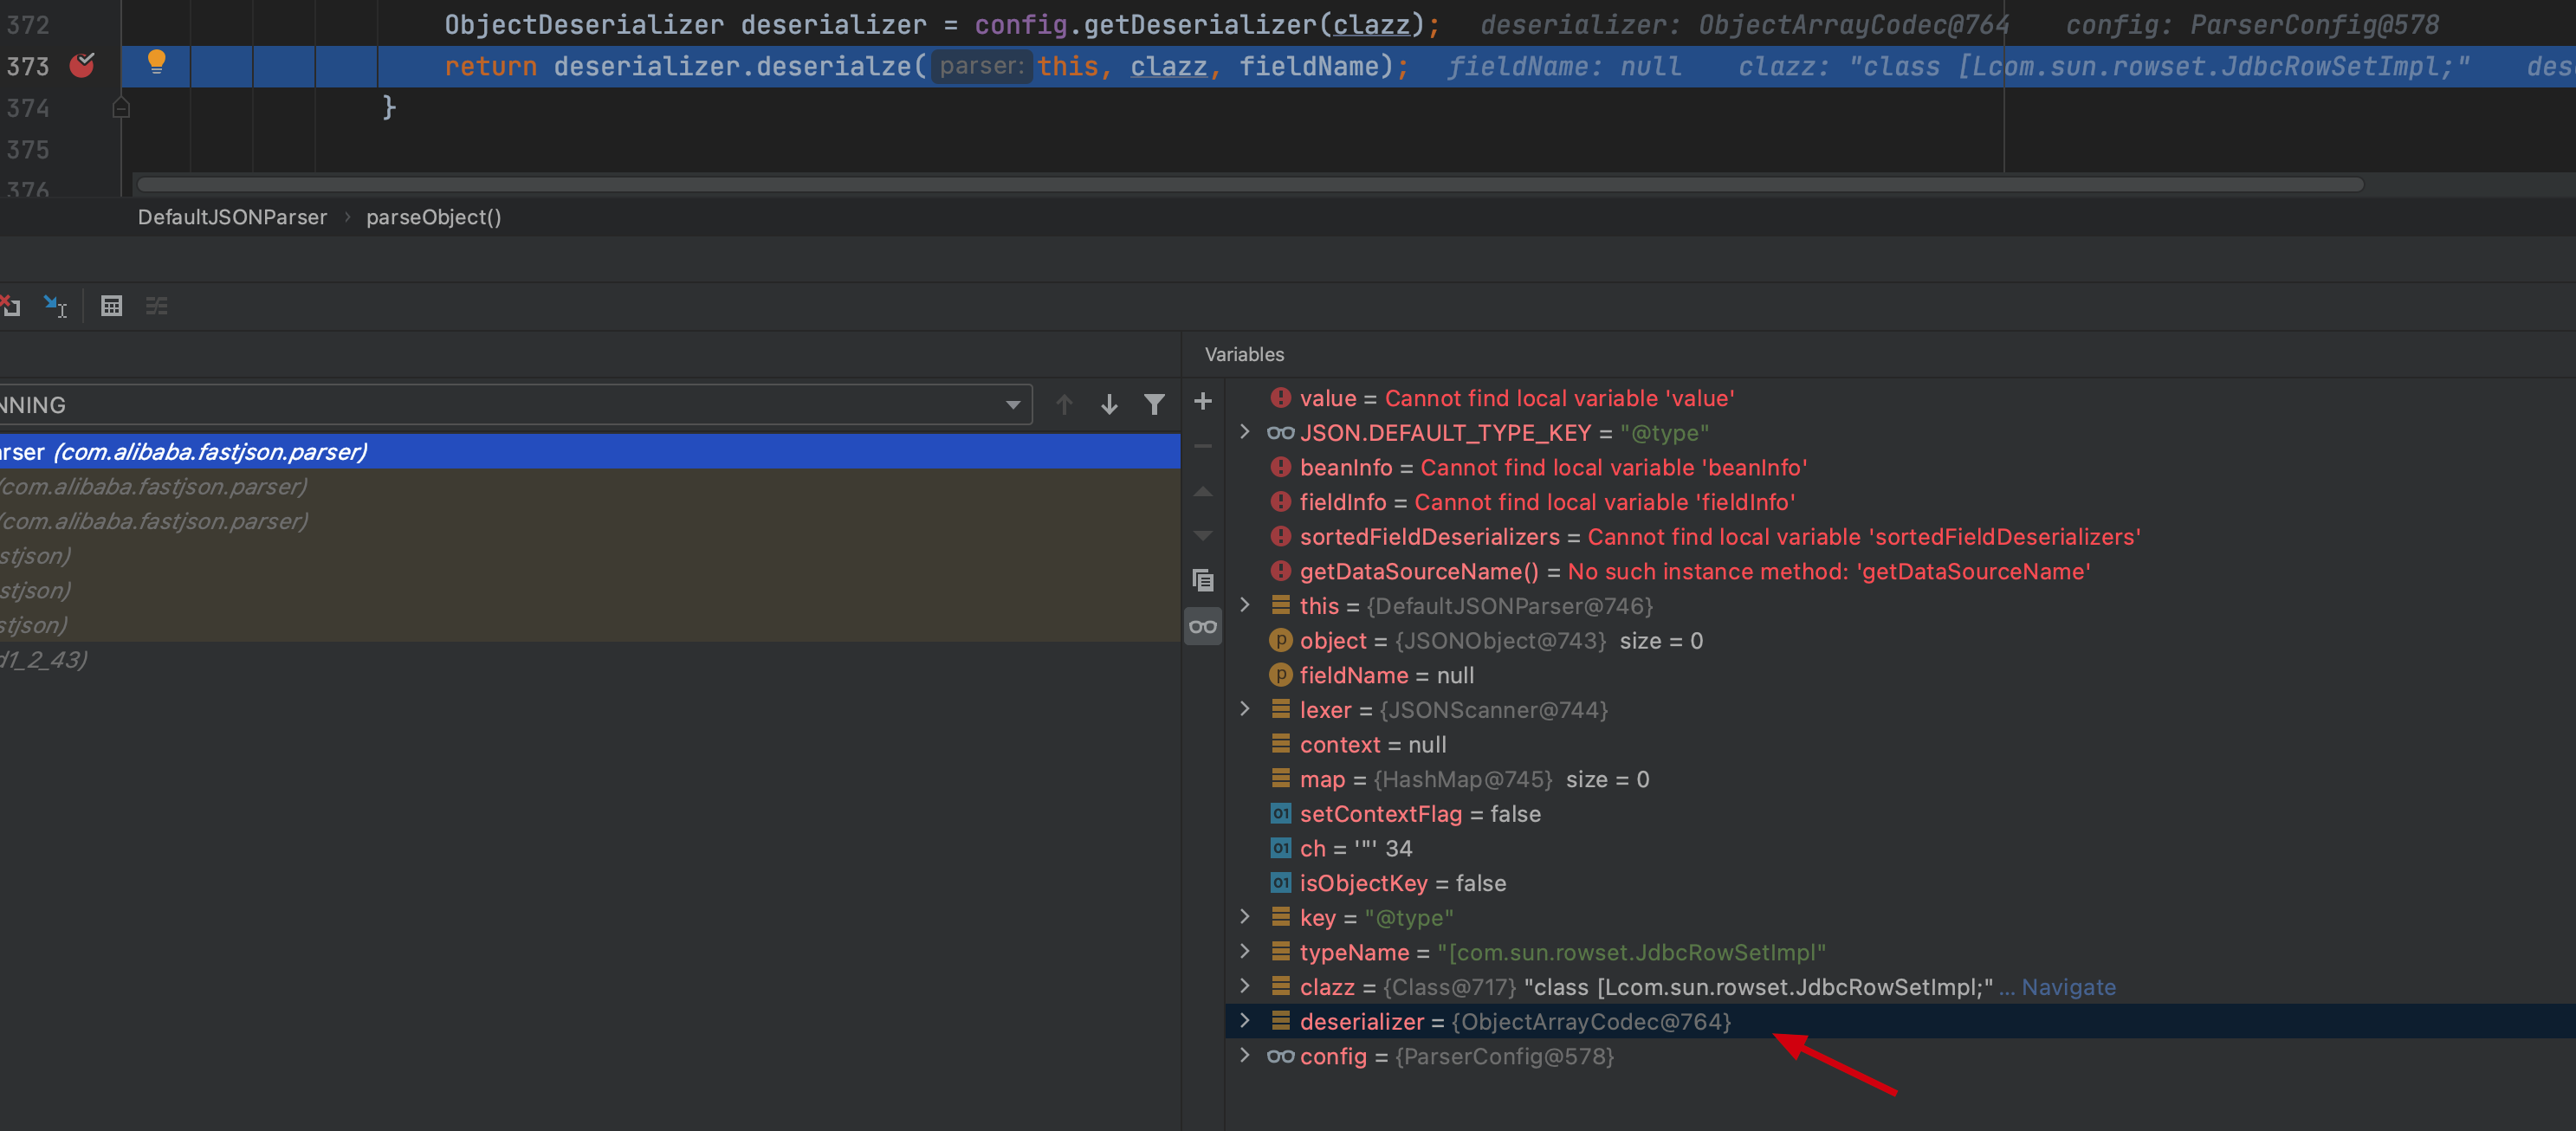 372 ObjectDeserializer deserializer = config.getDeserializer(clazz); deserializer: ObjectArrayCodec@764 config: ParserConfig@578
373 return deserializer.deserialze( parser: this, clazz, fieldName); fieldName: null clazz: "class [Lcom.sun.rowset.JdbcRowSetImpl;" des
374 }
375
376
DefaultJSONParser › parseObject()
Variables
NNING
arser (com.alibaba.fastjson.parser)
(com.alibaba.fastjson.parser)
(com.alibaba.fastjson.parser)
stjson)
stjson)
stjson)
d1_2_43)
value = Cannot find local variable 'value'
JSON.DEFAULT_TYPE_KEY = "@type"
beanInfo = Cannot find local variable 'beanInfo'
fieldInfo = Cannot find local variable 'fieldInfo'
sortedFieldDeserializers = Cannot find local variable 'sortedFieldDeserializers'
getDataSourceName() = No such instance method: 'getDataSourceName'
this = {DefaultJSONParser@746}
object = {JSONObject@743} size = 0
fieldName = null
lexer = {JSONScanner@744}
context = null
map = {HashMap@745} size = 0
setContextFlag = false
ch = '"' 34
isObjectKey = false
key = "@type"
typeName = "[com.sun.rowset.JdbcRowSetImpl"
clazz = {Class@717} "class [Lcom.sun.rowset.JdbcRowSetImpl;" ... Navigate
deserializer = {ObjectArrayCodec@764}
config = {ParserConfig@578}